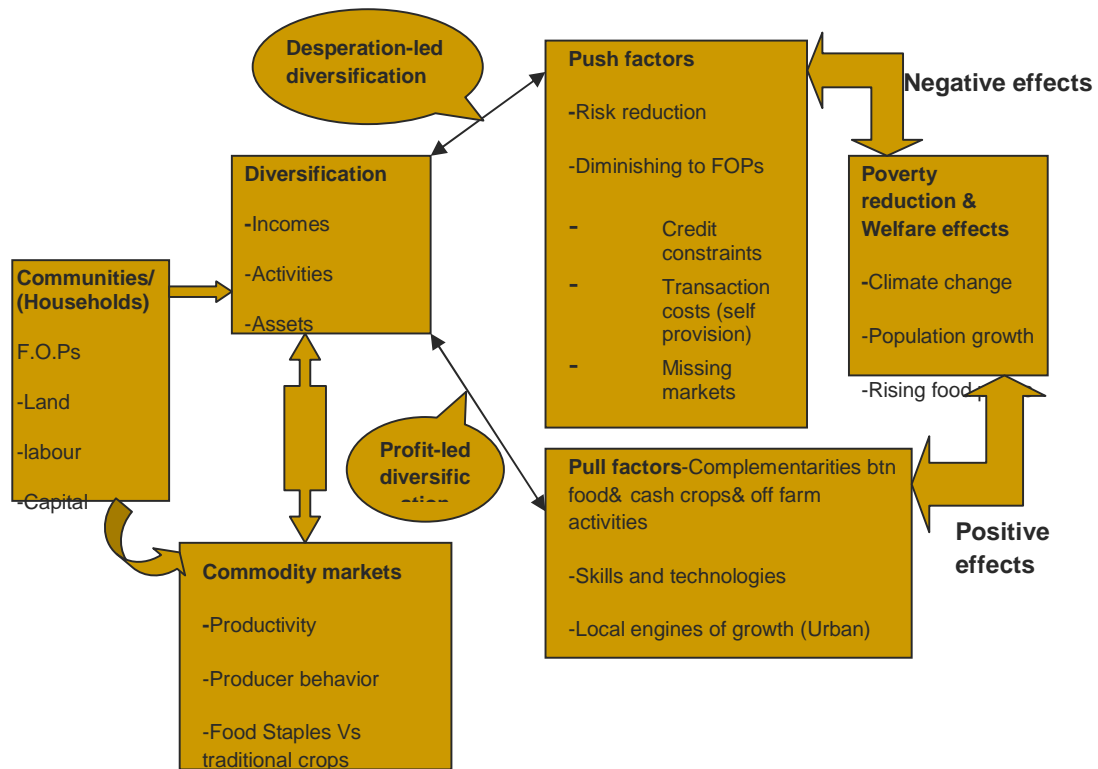 Desperation-led
diversification
Push factors
-Risk reduction
-Diminishing to FOPs
- Credit
constraints
- Transaction
costs (self
provision)
- Missing
markets
Negative effects
Diversification
-Incomes
-Activities
-Assets
Poverty
reduction &
Welfare effects
-Climate change
-Population growth
-Rising food
Communities/
(Households)
F.O.Ps
-Land
-labour
-Capital
Profit-led
diversific
Pull factors-Complementarities btn
food& cash crops& off farm
activities
-Skills and technologies
-Local engines of growth (Urban)
Positive
effects
Commodity markets
-Productivity
-Producer behavior
-Food Staples Vs
traditional crops